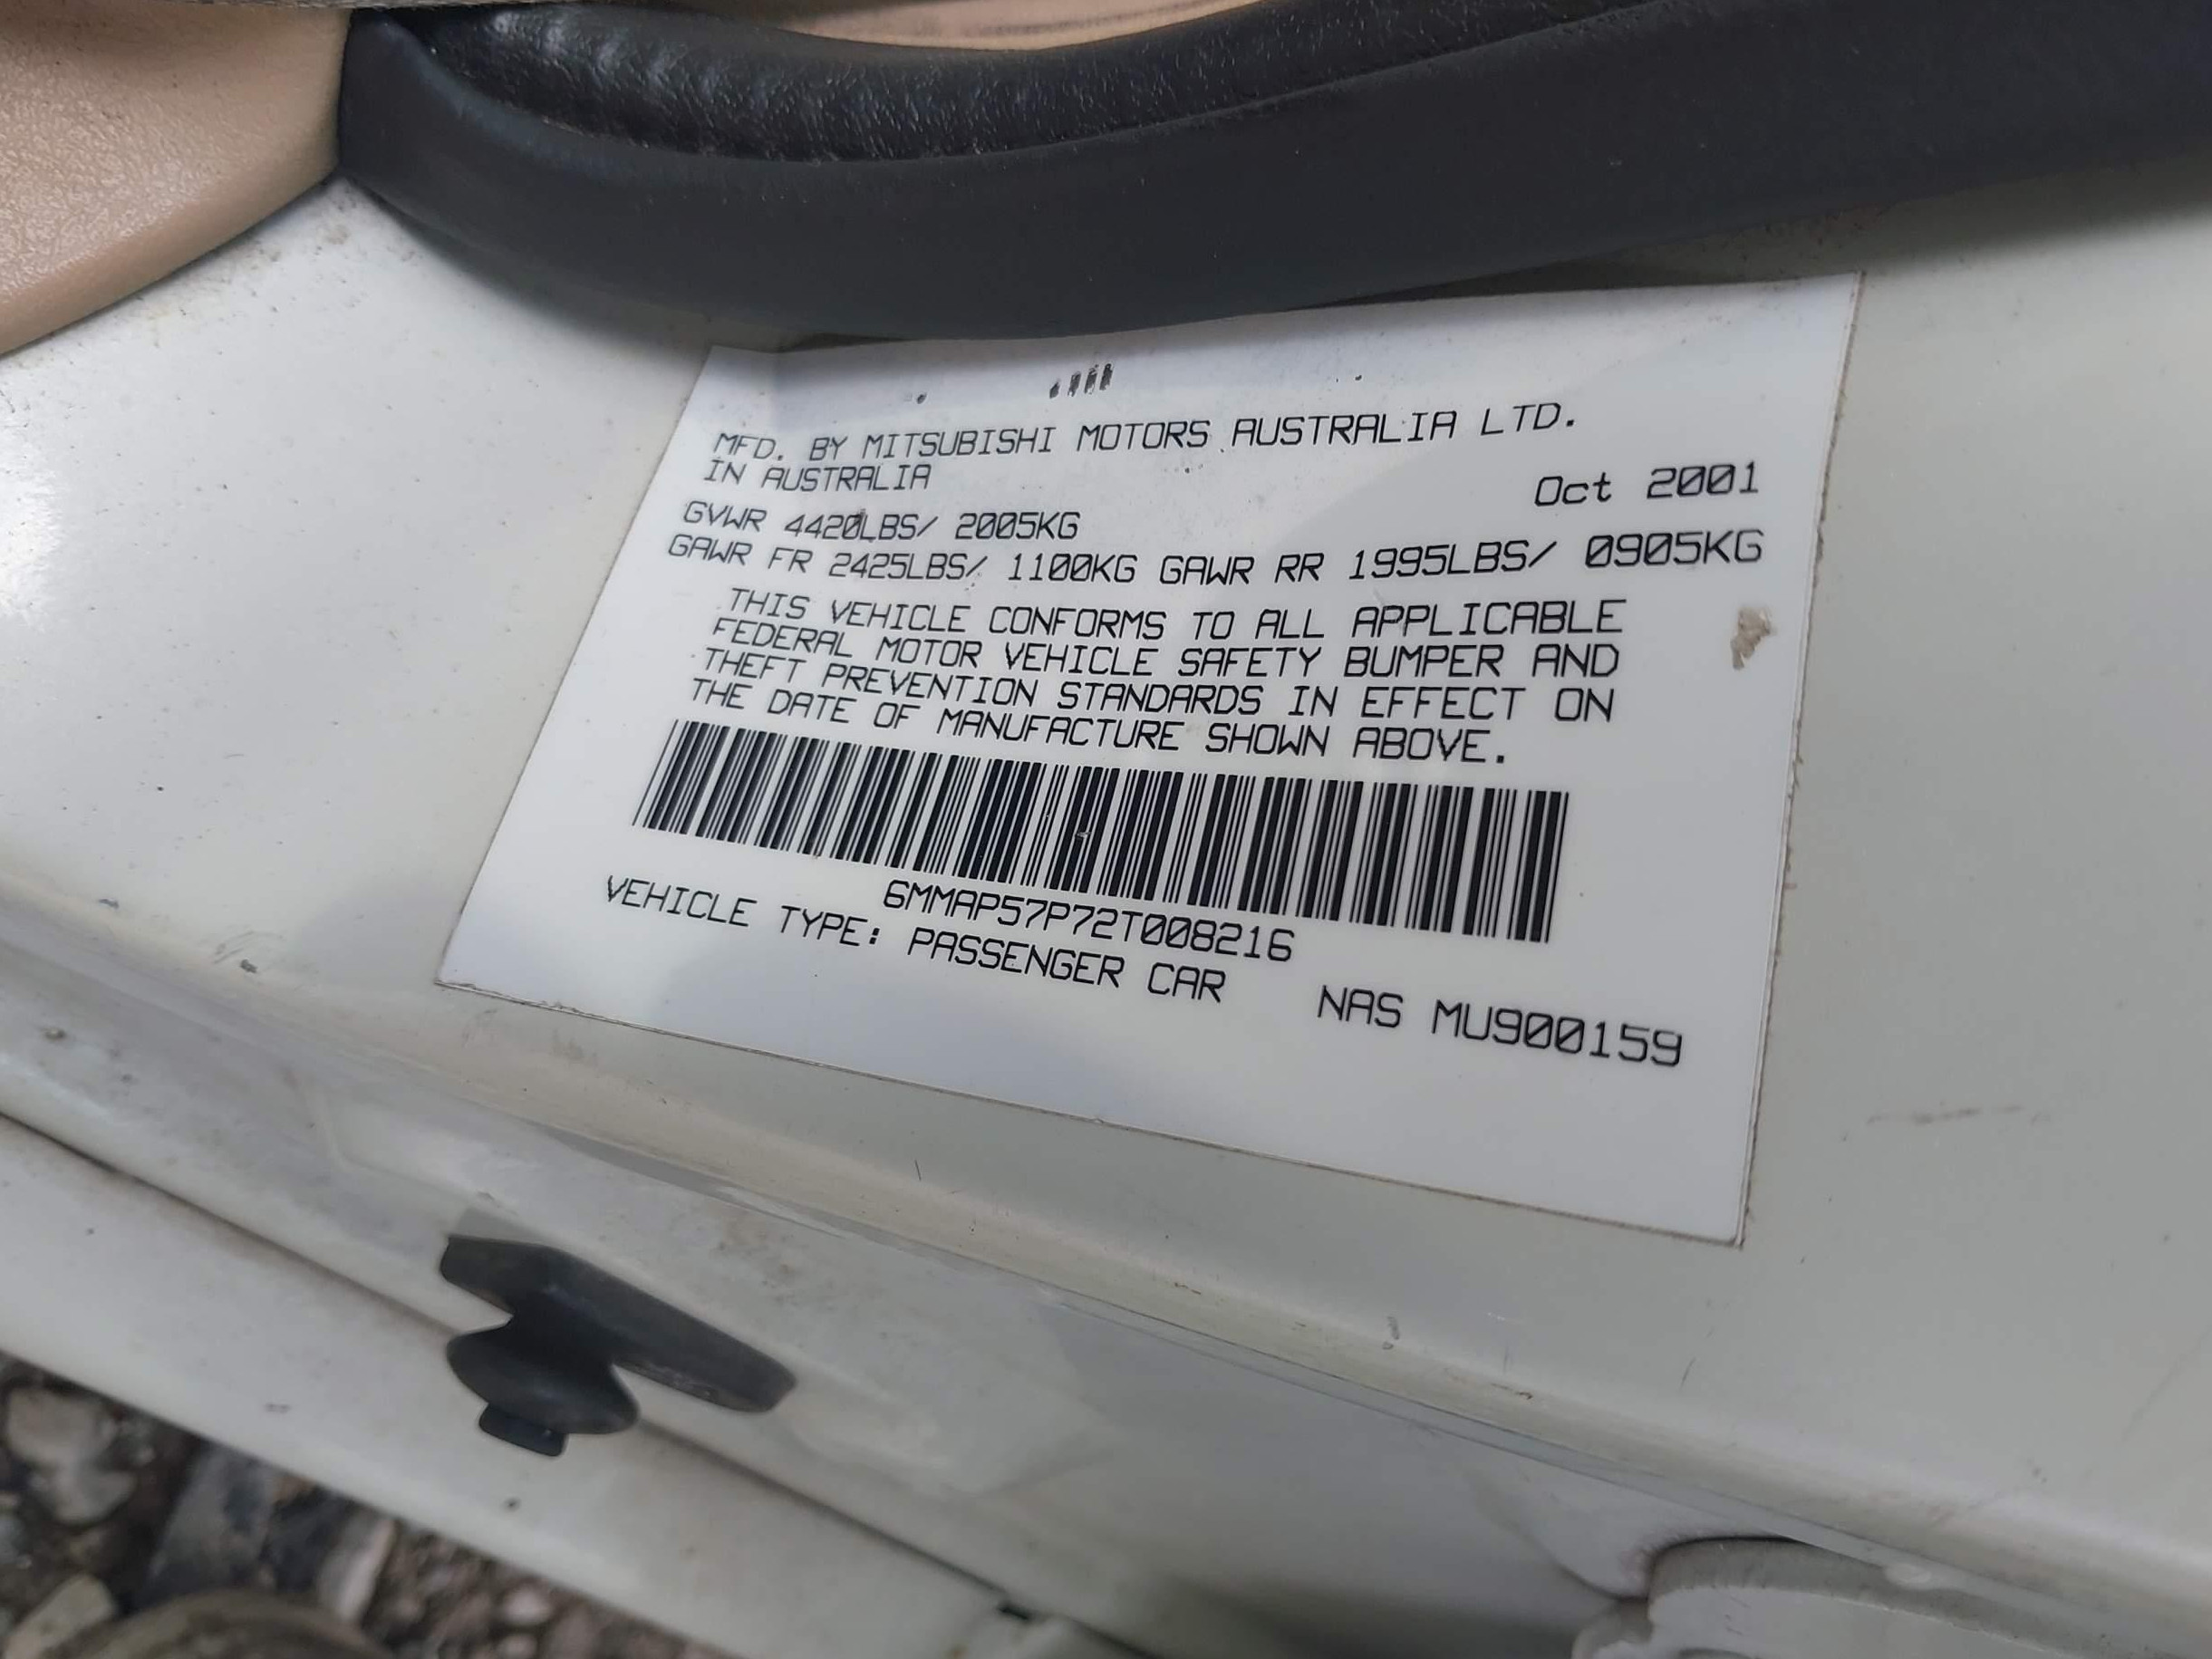 MFD. BY MITSUBISHI MOTORS AUSTRALIA LTD.
IN AUSTRALIA
Oct 2001
GVWR 4420LBS/ 2005KG
GAWR FR 2425LBS/ 1100KG GAWR RR 1995LBS/ 0905KG
THIS VEHICLE CONFORMS TO ALL APPLICABLE
FEDERAL MOTOR VEHICLE SAFETY BUMPER AND
THEFT PREVENTION STANDARDS IN EFFECT ON
THE DATE OF MANUFACTURE SHOWN ABOVE.
6MMAP57P72T008216
VEHICLE TYPE: PASSENGER CAR
NAS MU900159